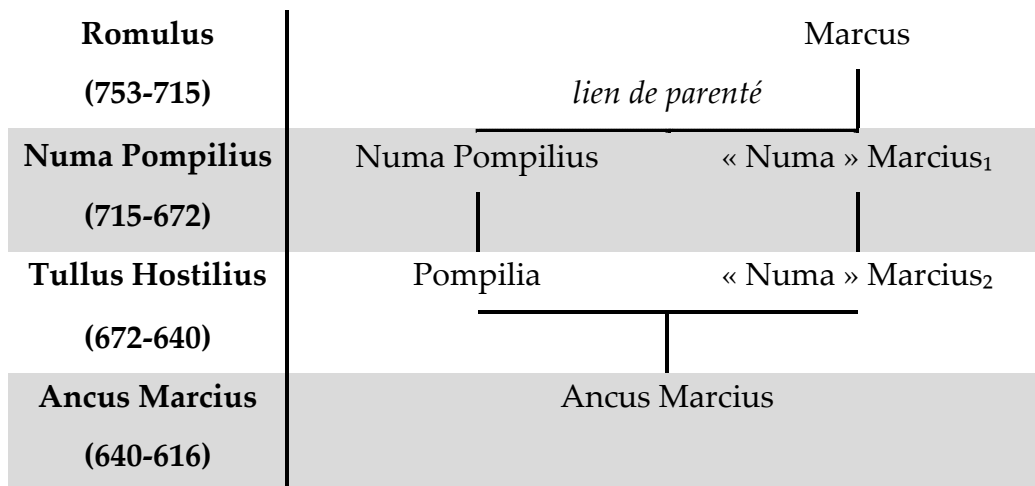 Romulus Marcus
(753-715) lien de parenté
Numa Pompilius Numa Pompilius « Numa » Marcius₁
(715-672)
Tullus Hostilius Pompilia « Numa » Marcius₂
(672-640)
Ancus Marcius Ancus Marcius
(640-616)